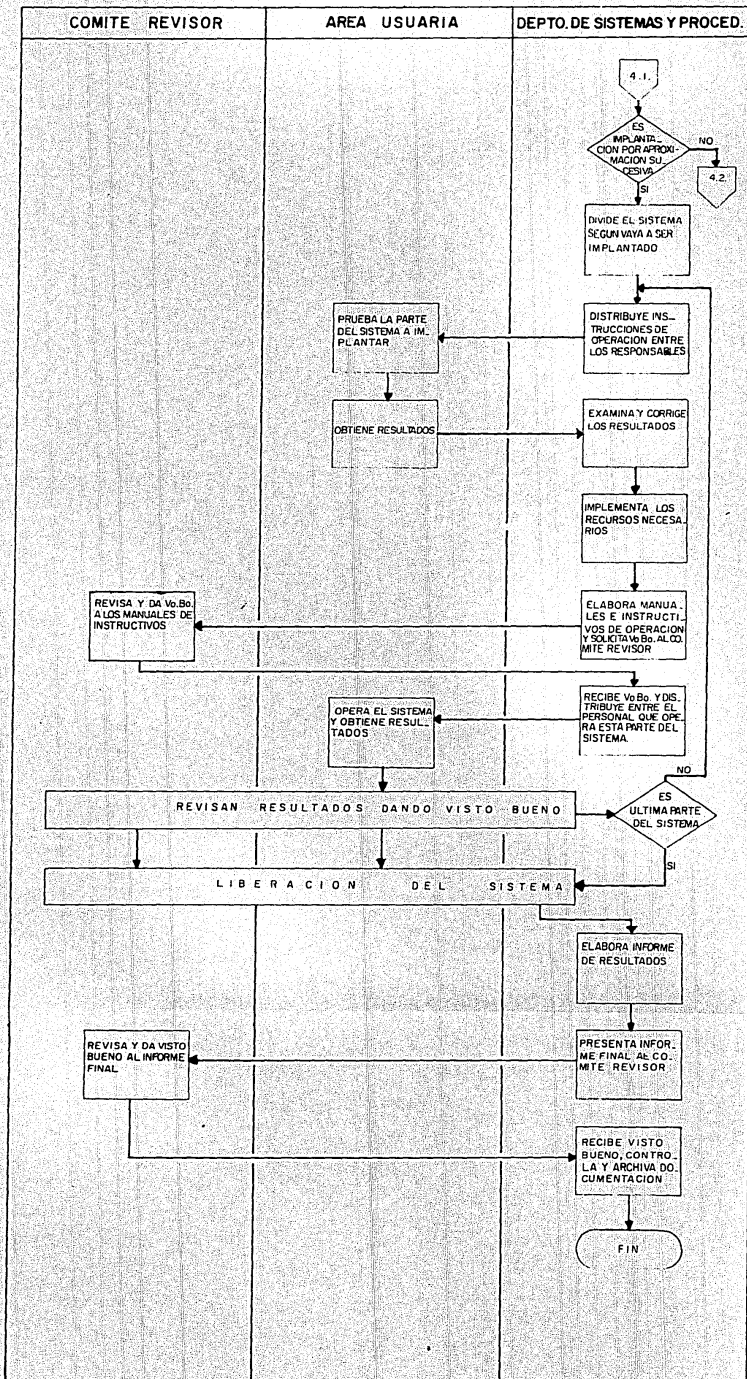 COMITE REVISOR
AREA USUARIA
DEPTO. DE SISTEMAS Y PROCED.
4.1.
ES
IMPLANTA_
CION POR APROXI-
MACION SU_
CESIVA
NO
4.2.
SI
DIVIDE EL SISTEMA
SEGUN VAYA A SER
IMPLANTADO
PRUEBA LA PARTE
DEL SISTEMA A IM_
PLANTAR
DISTRIBUYE INS_
TRUCCIONES DE
OPERACION ENTRE
LOS RESPONSABLES
OBTIENE RESULTADOS
EXAMINA Y CORRIGE
LOS RESULTADOS
IMPLEMENTA LOS
RECURSOS NECESA_
RIOS
REVISA Y DA Vo.Bo.
A LOS MANUALES DE
INSTRUCTIVOS
ELABORA MANUA_
LES E INSTRUCTI_
VOS DE OPERACION
Y SOLICITA Vo Bo. AL CO_
MITE REVISOR
OPERA EL SISTEMA
Y OBTIENE RESUL_
TADOS
RECIBE Vo Bo. Y DIS_
TRIBUYE ENTRE EL
PERSONAL QUE OPE_
RA ESTA PARTE DEL
SISTEMA.
NO
REVISAN RESULTADOS DANDO VISTO BUENO
ES
ULTIMA PARTE
DEL SISTEMA
SI
LIBERACION DEL SISTEMA
ELABORA INFORME
DE RESULTADOS
REVISA Y DA VISTO
BUENO AL INFORME
FINAL
PRESENTA INFOR_
ME FINAL AL CO_
MITE REVISOR
RECIBE VISTO
BUENO, CONTRO_
LA Y ARCHIVA DO_
CUMENTACION
FIN